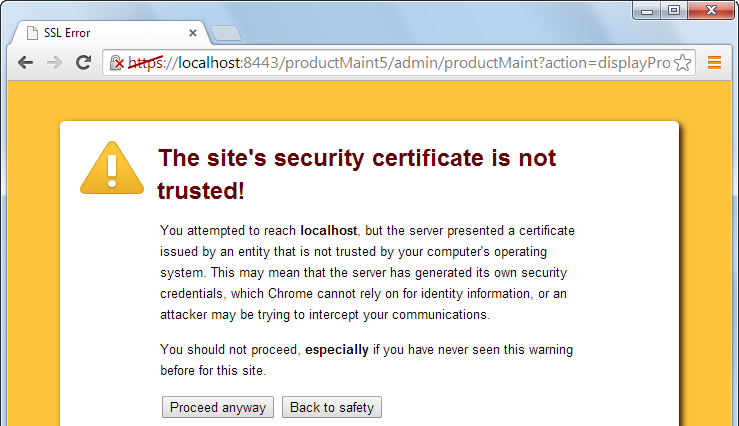 SSL Error
https://localhost:8443/productMaint5/admin/productMaint?action=displayPro
The site's security certificate is not
trusted!
You attempted to reach localhost, but the server presented a certificate
issued by an entity that is not trusted by your computer's operating
system. This may mean that the server has generated its own security
credentials, which Chrome cannot rely on for identity information, or an
attacker may be trying to intercept your communications.
You should not proceed, especially if you have never seen this warning
before for this site.
Proceed anyway Back to safety